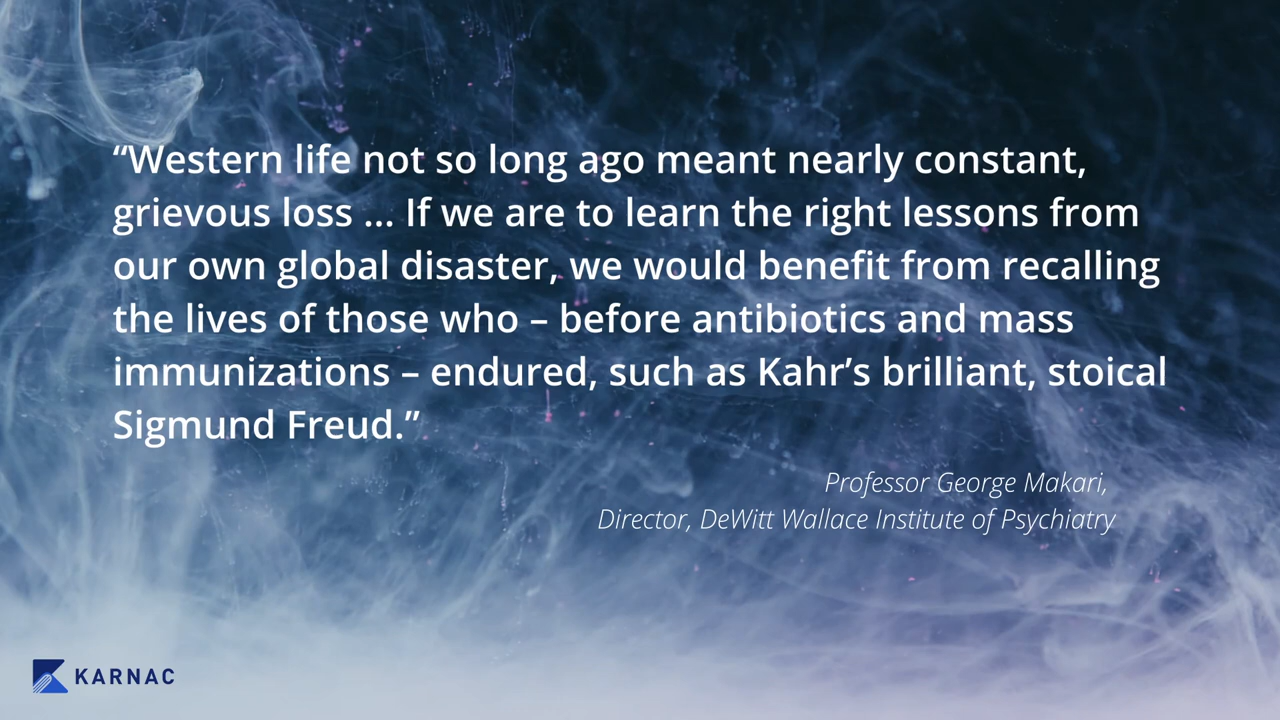 “Western life not so long ago meant nearly constant,
grievous loss ... If we are to learn the right lessons from
our own global disaster, we would benefit from recalling
the lives of those who – before antibiotics and mass
immunizations – endured, such as Kahr’s brilliant, stoical
Sigmund Freud.”
Professor George Makari,
Director, DeWitt Wallace Institute of Psychiatry
KARNAC